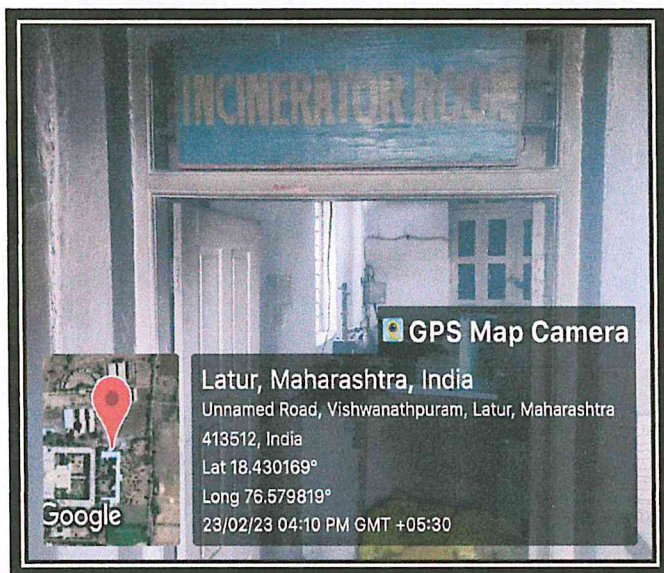 INCINERATOR ROOM
GPS Map Camera
Latur, Maharashtra, India
Unnamed Road, Vishwanathpuram, Latur, Maharashtra
413512, India
Lat 18.430169°
Long 76.579819°
23/02/23 04:10 PM GMT +05:30
Google